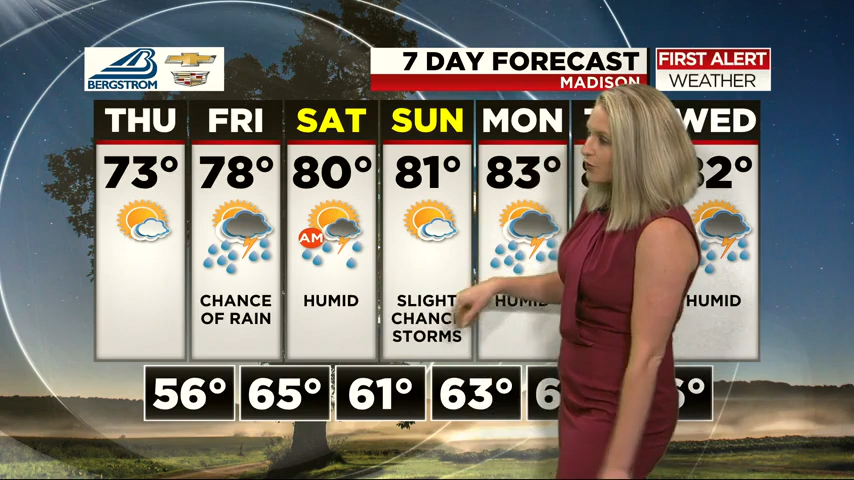 BERGSTROM
7 DAY FORECAST
MADISON
FIRST ALERT
WEATHER
THU FRI SAT SUN MON WED
73° 78° 80° 81° 83°
AM
CHANCE
OF RAIN
HUMID
SLIGHT
STORMS
HUMID
56° 65° 61° 63°